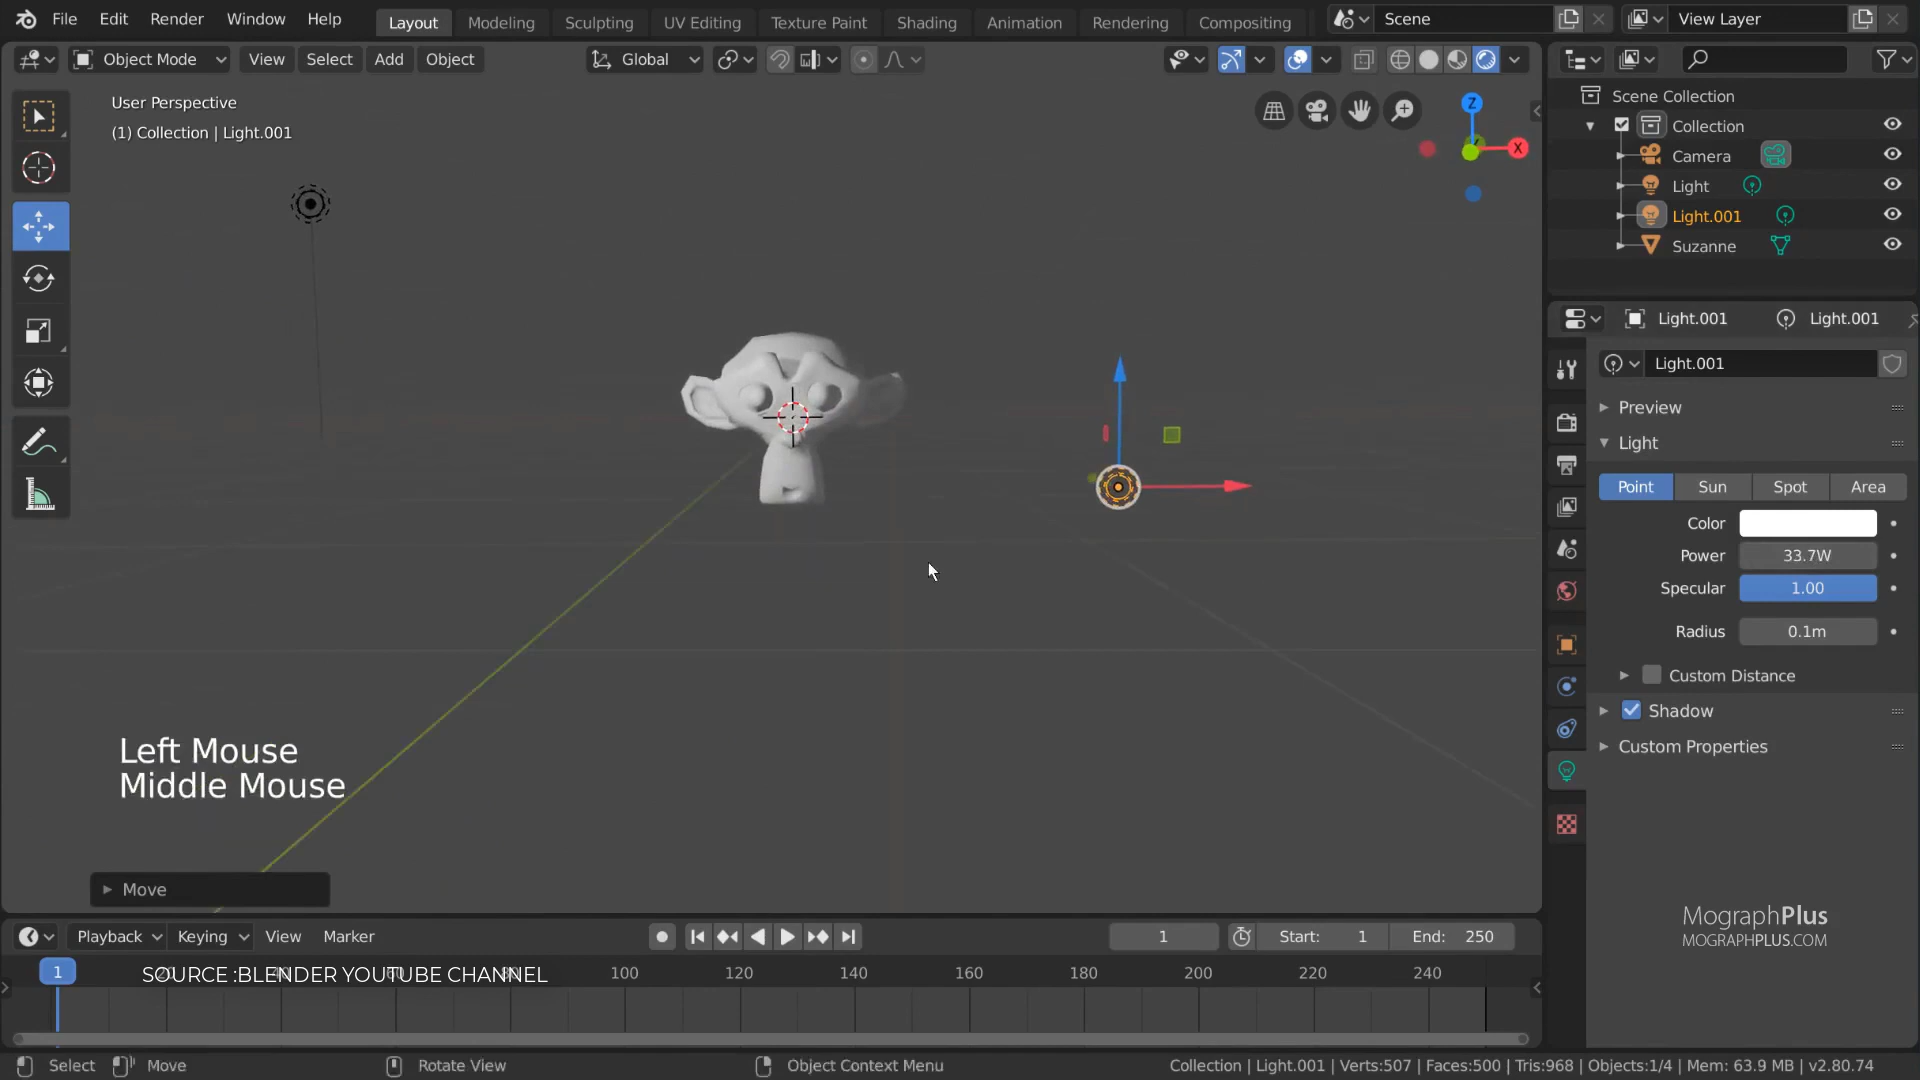 File Edit Render Window Help
Layout Modeling Sculpting UV Editing Texture Paint Shading Animation Rendering Compositing
Scene
View Layer
Object Mode View Select Add Object
Global
User Perspective
(1) Collection | Light.001
Z
X
Scene Collection
Collection
Camera
Light
Light.001
Suzanne
Light.001 Light.001
Light.001
Preview
Light
Point Sun Spot Area
Color
Power 33.7W
Specular 1.00
Radius 0.1m
Custom Distance
Shadow
Custom Properties
Left Mouse
Middle Mouse
Move
MographPlus
MOGRAPHPLUS.COM
Playback Keying View Marker
1
Start: 1
End: 250
1 20 40 60 80 100 120 140 160 180 200 220 240
SOURCE :BLENDER YOUTUBE CHANNEL
Select Move Rotate View Object Context Menu
Collection | Light.001 | Verts:507 | Faces:500 | Tris:968 | Objects:1/4 | Mem: 63.9 MB | v2.80.74